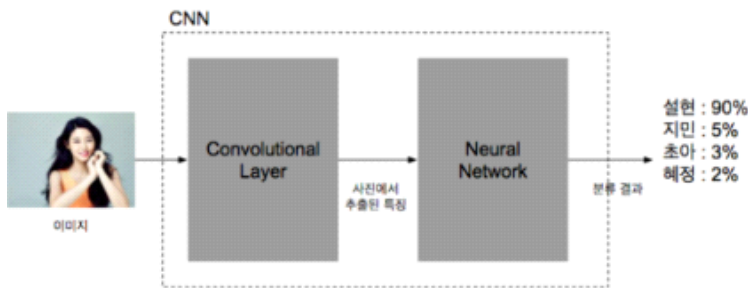 CNN
Convolutional
Layer
Neural
Network
이미지
사진에서
추출된 특징
분류 결과
설현 : 90%
지민 : 5%
초아 : 3%
혜정 : 2%